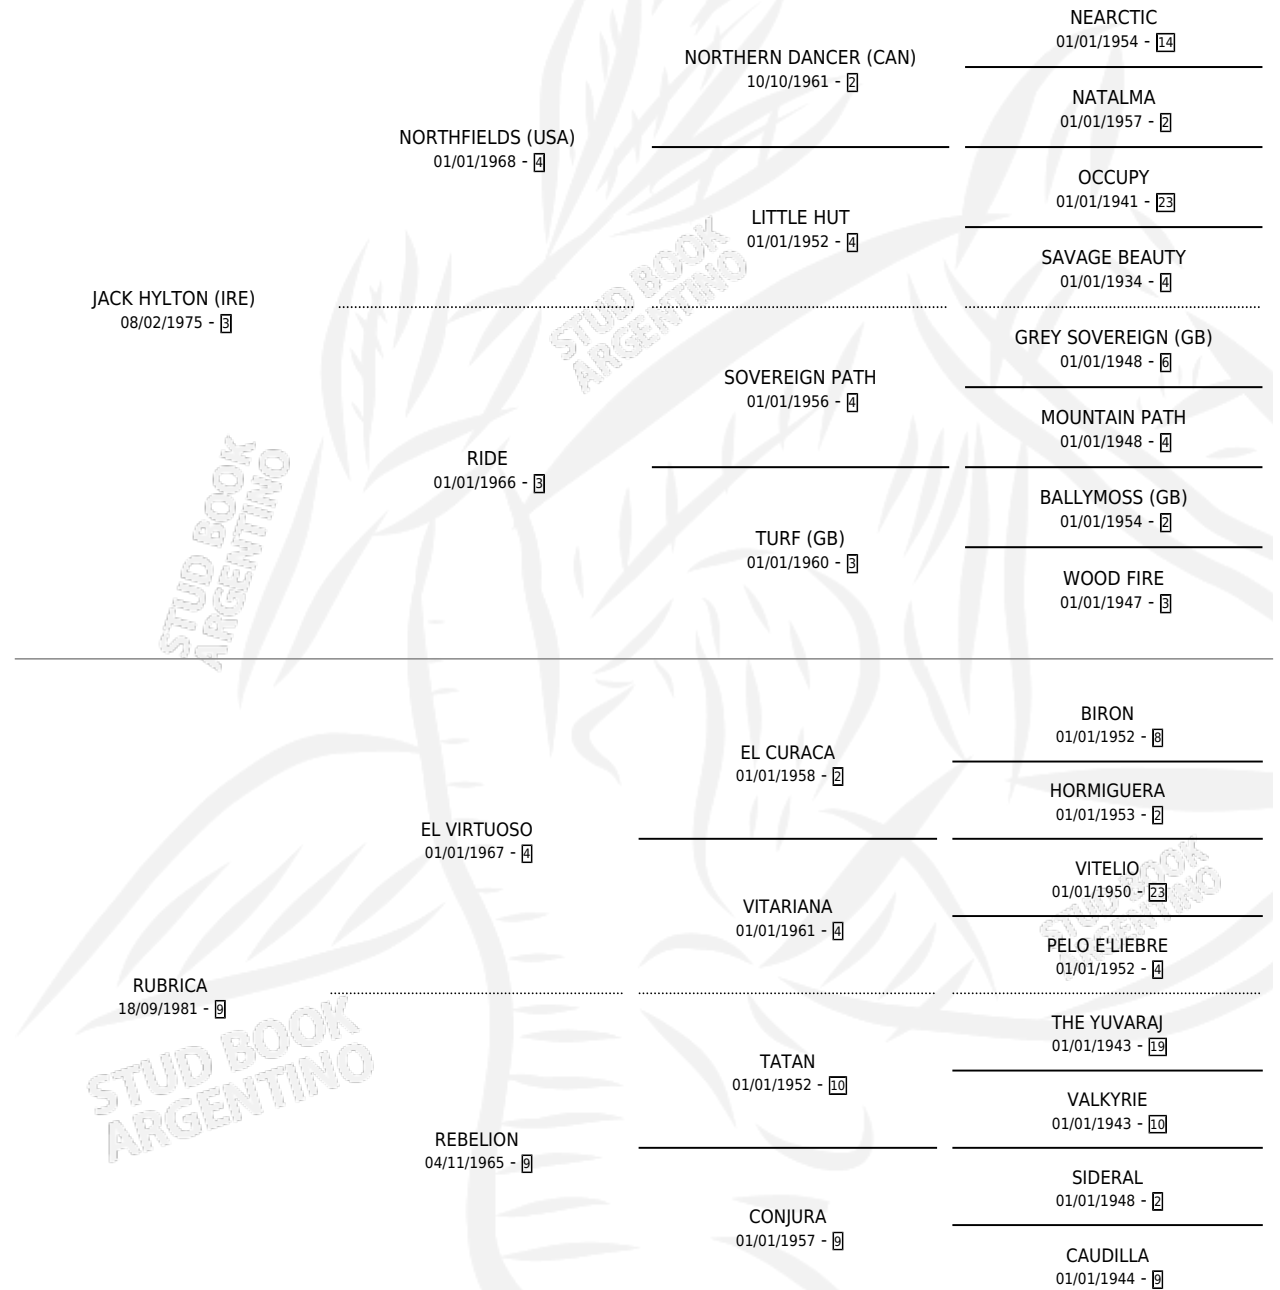 NEARCTIC
01/01/1954 - 14
NORTHERN DANCER (CAN)
10/10/1961 - 2
NATALMA
01/01/1957 - 2
NORTHFIELDS (USA)
01/01/1968 - 4
OCCUPY
01/01/1941 - 23
LITTLE HUT
01/01/1952 - 4
SAVAGE BEAUTY
01/01/1934 - 4
JACK HYLTON (IRE)
08/02/1975 - 3
STUD BOOK
ARGENTINO
GREY SOVEREIGN (GB)
01/01/1948 - 6
SOVEREIGN PATH
01/01/1956 - 4
MOUNTAIN PATH
01/01/1948 - 4
RIDE
01/01/1966 - 3
BALLYMOSS (GB)
01/01/1954 - 2
TURF (GB)
01/01/1960 - 3
WOOD FIRE
01/01/1947 - 3
STUD BOOK
ARGENTINO
BIRON
01/01/1952 - 8
EL CURACA
01/01/1958 - 2
HORMIGUERA
01/01/1953 - 2
EL VIRTUOSO
01/01/1967 - 4
VITELIO
01/01/1950 - 23
STUD BOOK
ARGENTINO
VITARIANA
01/01/1961 - 4
PELO E'LIEBRE
01/01/1952 - 4
RUBRICA
18/09/1981 - 9
THE YUVARAJ
01/01/1943 - 19
STUD BOOK
ARGENTINO
TATAN
01/01/1952 - 10
VALKYRIE
01/01/1943 - 10
REBELION
04/11/1965 - 9
SIDERAL
01/01/1948 - 2
CONJURA
01/01/1957 - 9
CAUDILLA
01/01/1944 - 9